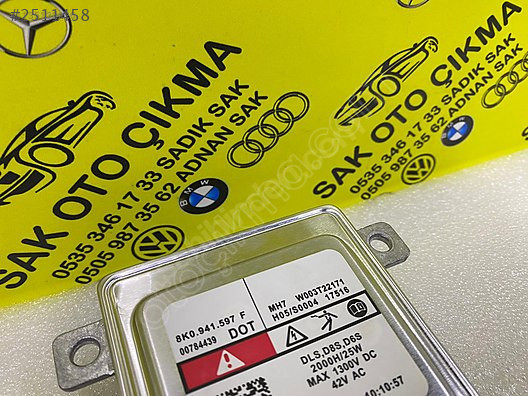 #2511458
SAK OTO ÇIKMA
0535 346 17 33 SADIK SAK
0505 987 35 62 ADNAN SAK
SAK OTO ÇIKMA
0535 346 17 33 SADIK SAK
0505 987 35 62 ADNAN SAK
BMW
8K0.941.597 F
00784439 DOT
MH7 W003T22171
H05/S0004 17516
DLS,D8S,D6S
2000H/25W
MAX 1300V DC
42V AC
10:10:57